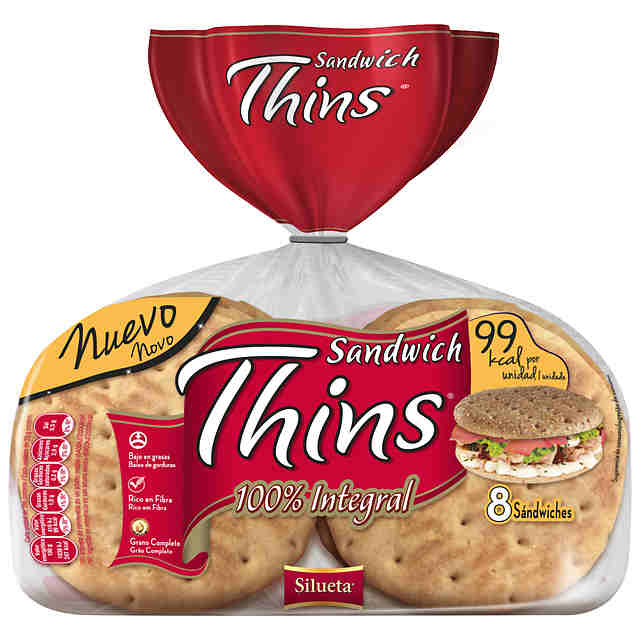 Sandwich
Thins
Nuevo
Novo
Sandwich
Thins
100% Integral
99
kcal por
unidad / unidade
Bajo en grasas
Baixo de gorduras
Rico en Fibra
Rico em Fibra
Grano Completo
Grão Completo
8 Sándwiches
Silueta